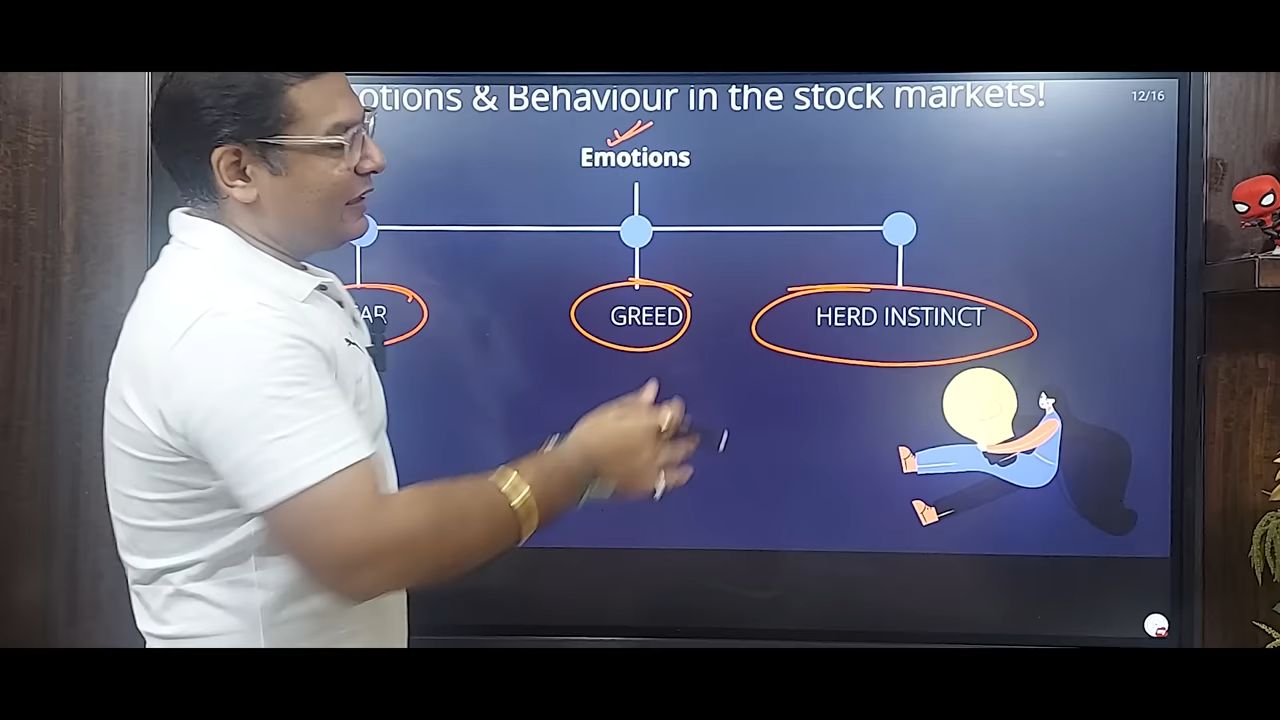 otions & Behaviour in the stock markets!
12/16
Emotions
AR
GREED
HERD INSTINCT